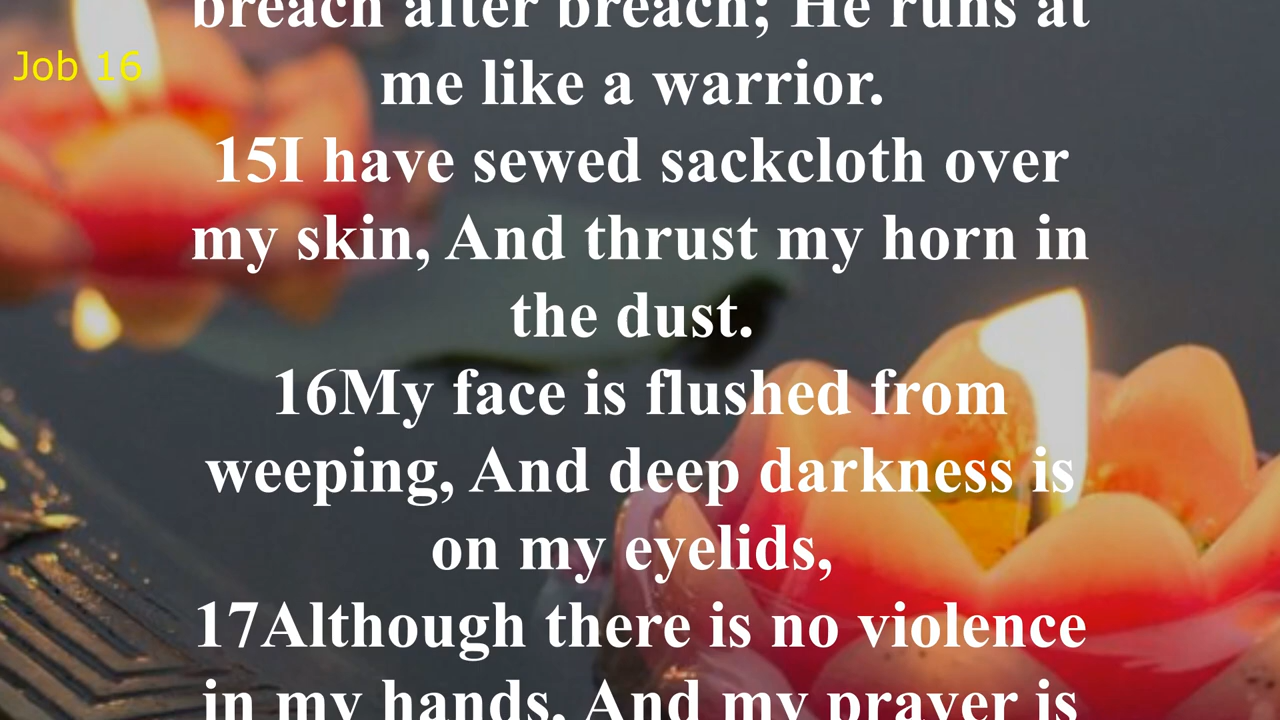 breach after breach; He runs at
Job 16
me like a warrior.
15I have sewed sackcloth over
my skin, And thrust my horn in
the dust.
16My face is flushed from
weeping, And deep darkness is
on my eyelids,
17Although there is no violence
in my hands, And my prayer is